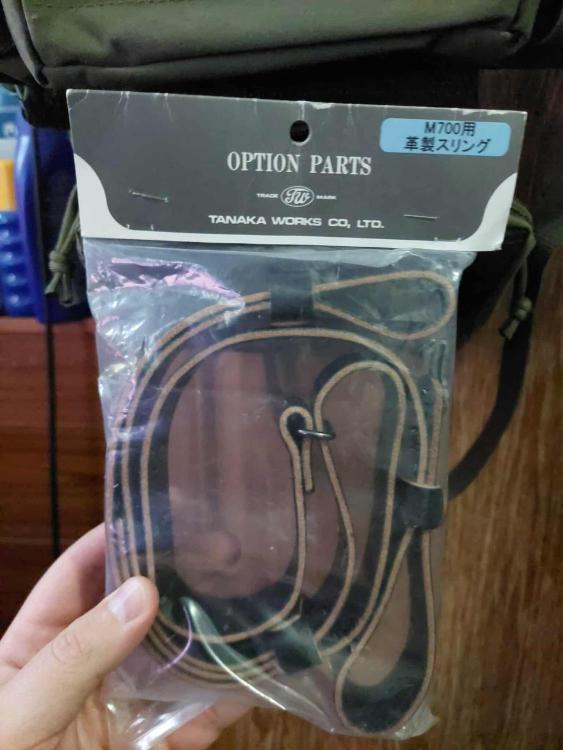 M700用
革製スリング
OPTION PARTS
TRADE TW MARK
TANAKA WORKS CO, LTD.